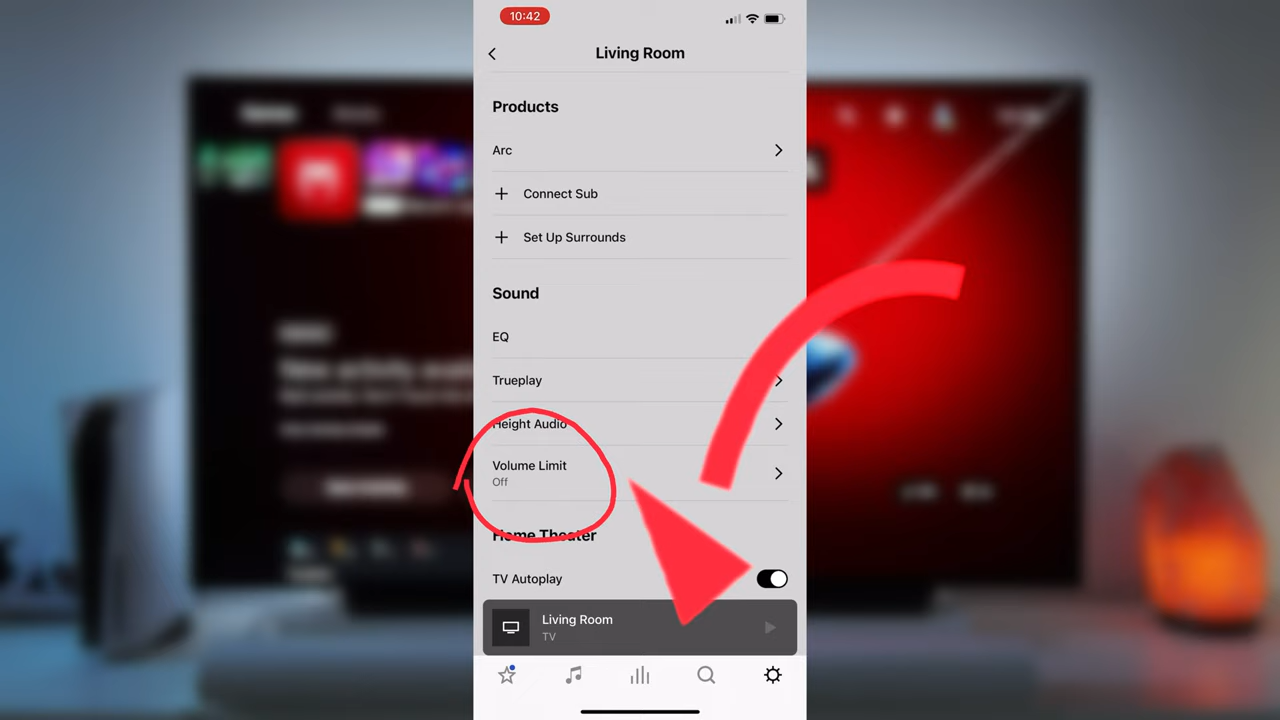 10:42
Living Room
Products
Arc
Connect Sub
Set Up Surrounds
Sound
EQ
Trueplay
Height Audio
Volume Limit
Off
Home Theater
TV Autoplay
Living Room
TV